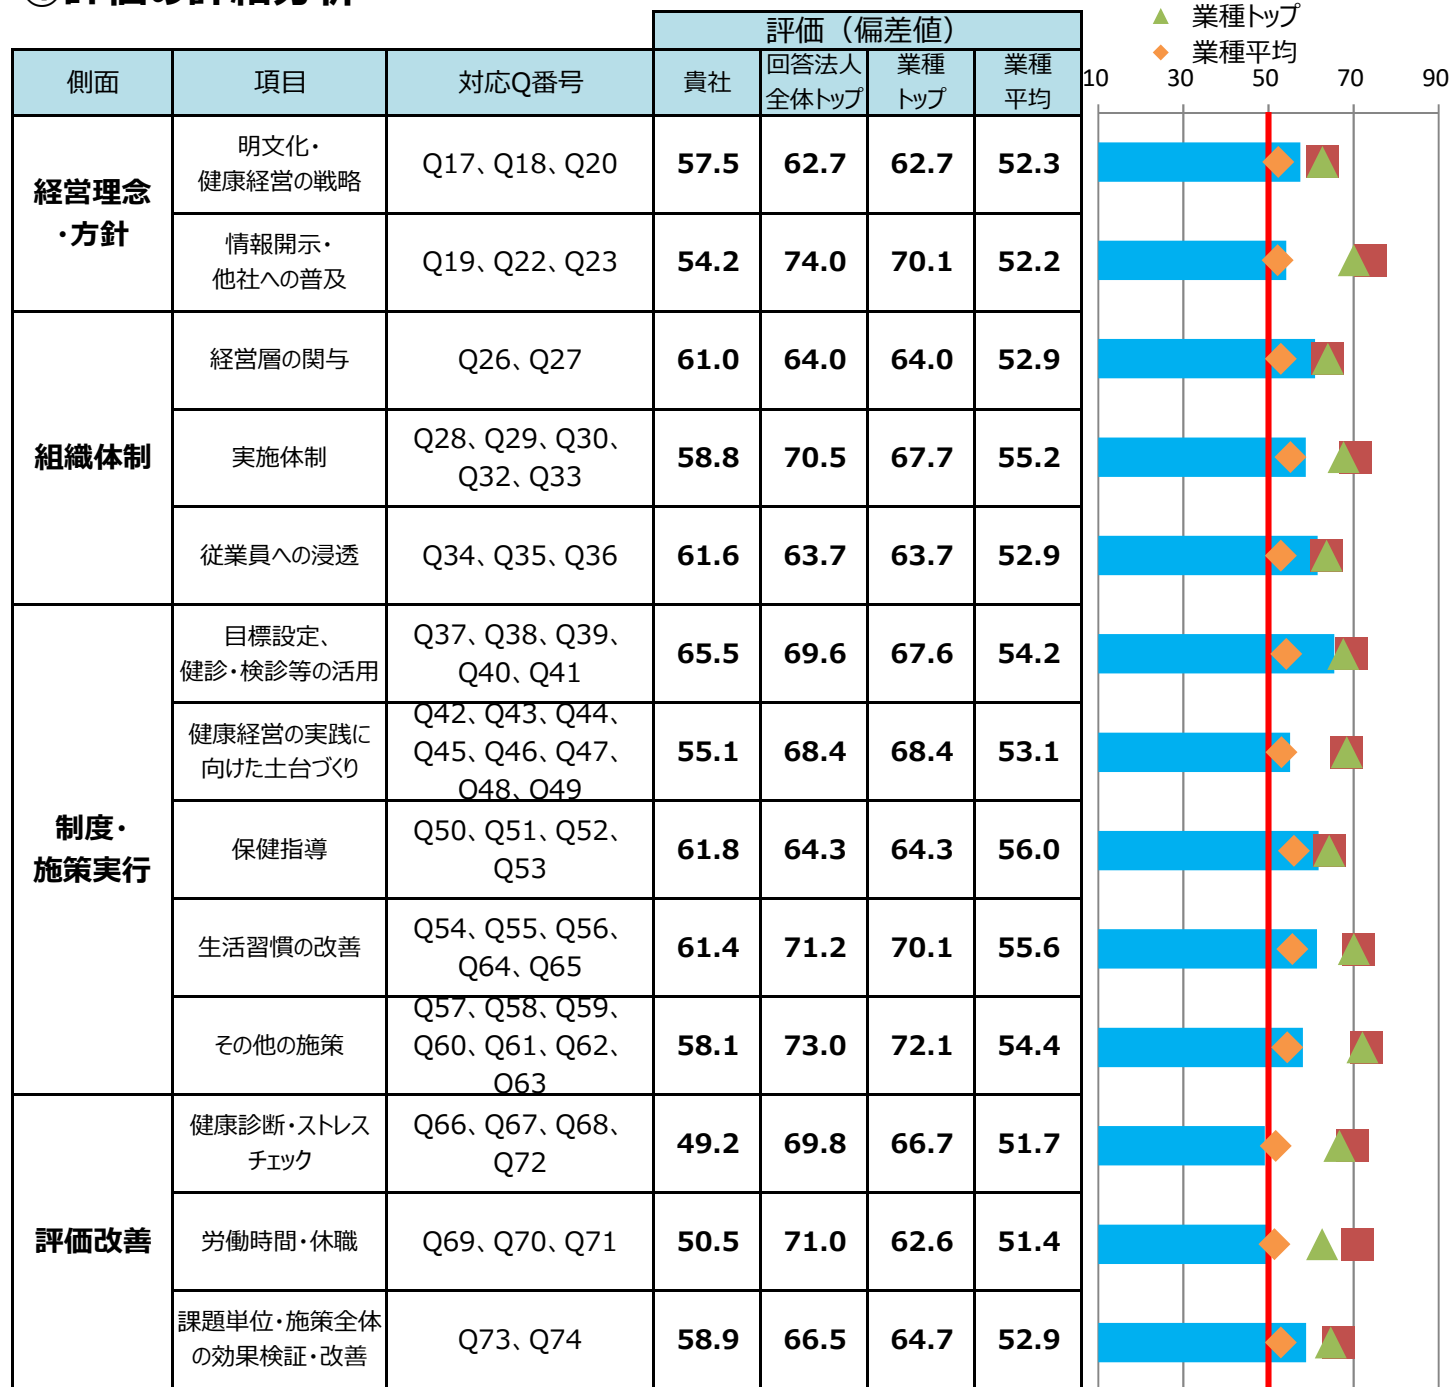 評価の詳細分析
業種トップ
業種平均
評価（偏差値）
側面 項目 対応Q番号 貴社 回答法人全体トップ 業種トップ 業種平均
10 30 50 70 90
経営理念
・方針
明文化・
健康経営の戦略
Q17、Q18、Q20
57.5 62.7 62.7 52.3
情報開示・
他社への普及
Q19、Q22、Q23
54.2 74.0 70.1 52.2
組織体制
経営層の関与
Q26、Q27
61.0 64.0 64.0 52.9
実施体制
Q28、Q29、Q30、
Q32、Q33
58.8 70.5 67.7 55.2
従業員への浸透
Q34、Q35、Q36
61.6 63.7 63.7 52.9
制度・
施策実行
目標設定、
健診・検診等の活用
Q37、Q38、Q39、
Q40、Q41
65.5 69.6 67.6 54.2
健康経営の実践に
向けた土台づくり
Q42、Q43、Q44、
Q45、Q46、Q47、
Q48、Q49
55.1 68.4 68.4 53.1
保健指導
Q50、Q51、Q52、
Q53
61.8 64.3 64.3 56.0
生活習慣の改善
Q54、Q55、Q56、
Q64、Q65
61.4 71.2 70.1 55.6
その他の施策
Q57、Q58、Q59、
Q60、Q61、Q62、
Q63
58.1 73.0 72.1 54.4
評価改善
健康診断・ストレス
チェック
Q66、Q67、Q68、
Q72
49.2 69.8 66.7 51.7
労働時間・休職
Q69、Q70、Q71
50.5 71.0 62.6 51.4
課題単位・施策全体
の効果検証・改善
Q73、Q74
58.9 66.5 64.7 52.9